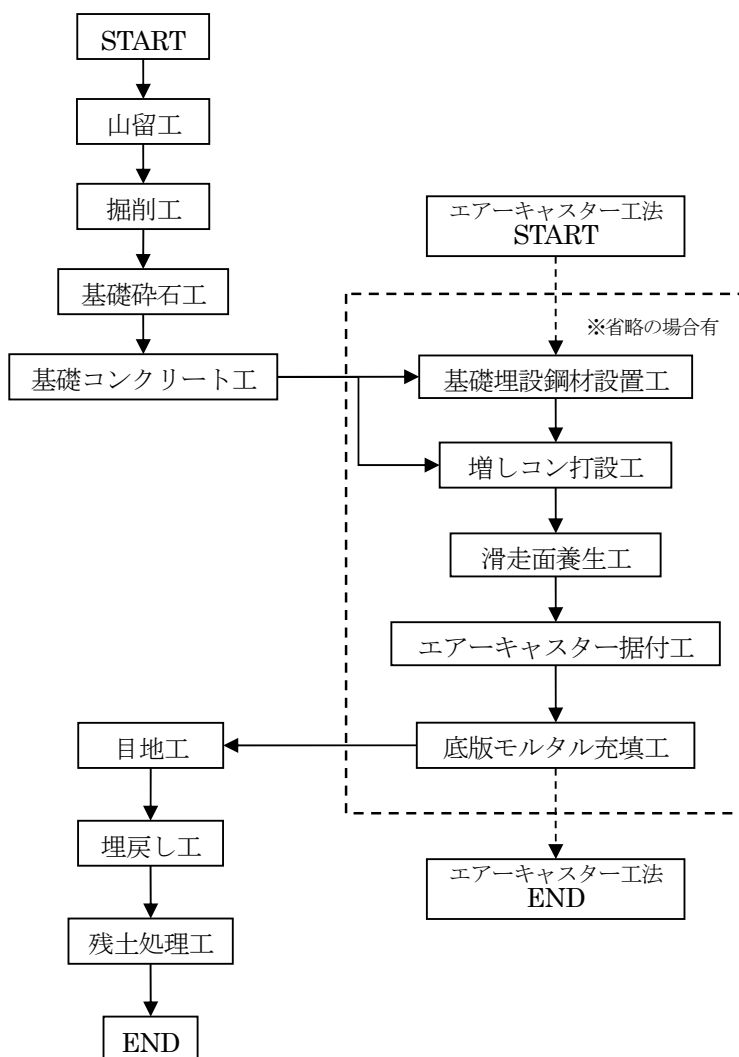 START
山留工
掘削工
基礎砕石工
基礎コンクリート工
エアーキャスター工法
START
※省略の場合有
基礎埋設鋼材設置工
増しコン打設工
滑走面養生工
エアーキャスター据付工
底版モルタル充填工
エアーキャスター工法
END
目地工
埋戻し工
残土処理工
END